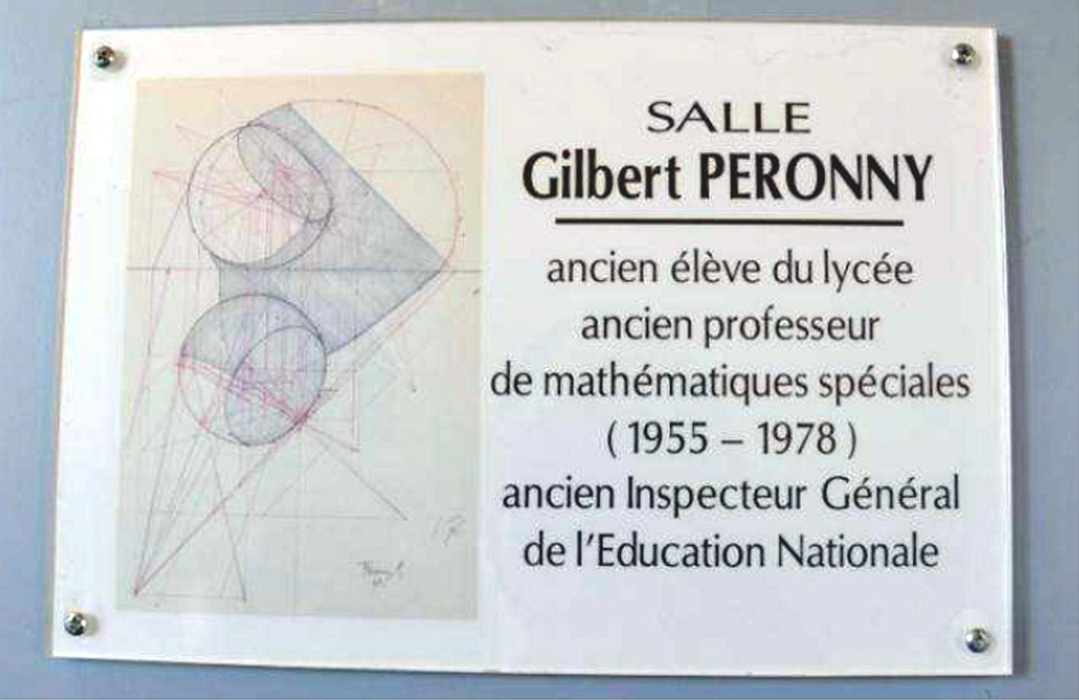 SALLE
Gilbert PERONNY
ancien élève du lycée
ancien professeur
de mathématiques spéciales
( 1955 – 1978 )
ancien Inspecteur Général
de l'Education Nationale